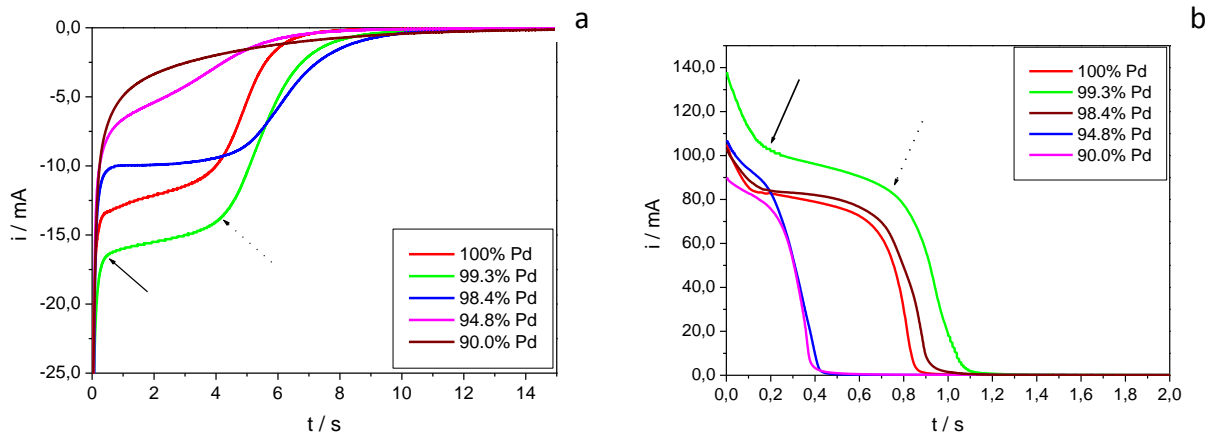 a
0,0
-5,0
-10,0
-15,0
-20,0
-25,0
i / mA
0 2 4 6 8 10 12 14
t / s
100% Pd
99.3% Pd
98.4% Pd
94.8% Pd
90.0% Pd
b
140,0
120,0
100,0
80,0
60,0
40,0
20,0
0,0
i / mA
0,0 0,2 0,4 0,6 0,8 1,0 1,2 1,4 1,6 1,8 2,0
t / s
100% Pd
99.3% Pd
98.4% Pd
94.8% Pd
90.0% Pd